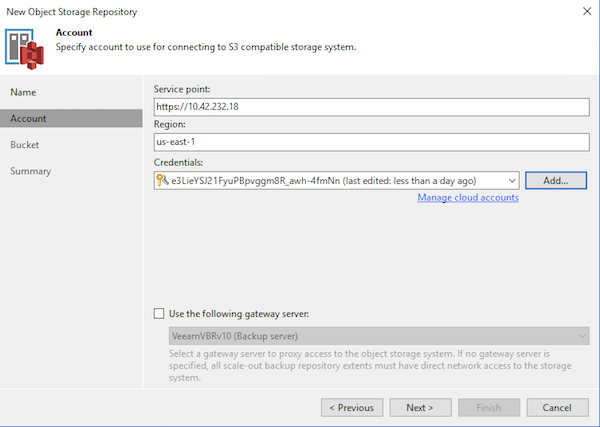 New Object Storage Repository
Account
Specify account to use for connecting to S3 compatible storage system.
Name
Account
Bucket
Summary
Service point:
https://10.42.232.18
Region:
us-east-1
Credentials:
e3LieYSJ21FyuPBpvggm8R_awh-4fmNn (last edited: less than a day ago)
Add...
Manage cloud accounts
Use the following gateway server:
VeeamVBRv10 (Backup server)
Select a gateway server to proxy access to the object storage system. If no gateway server is
specified, all scale-out backup repository extents must have direct network access to the storage
system.
< Previous
Next >
Finish
Cancel